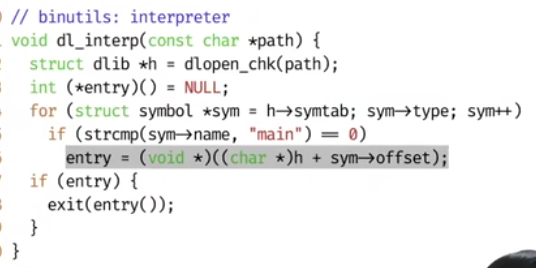 // binutils: interpreter
void dl_interp(const char *path) {
struct dlib *h = dlopen_chk(path);
int (*entry)() = NULL;
for (struct symbol *sym = h→symtab; sym→type; sym++)
if (strcmp(sym→name, "main") == 0)
entry = (void *)((char *)h + sym→offset);
if (entry) {
exit(entry());
}
}